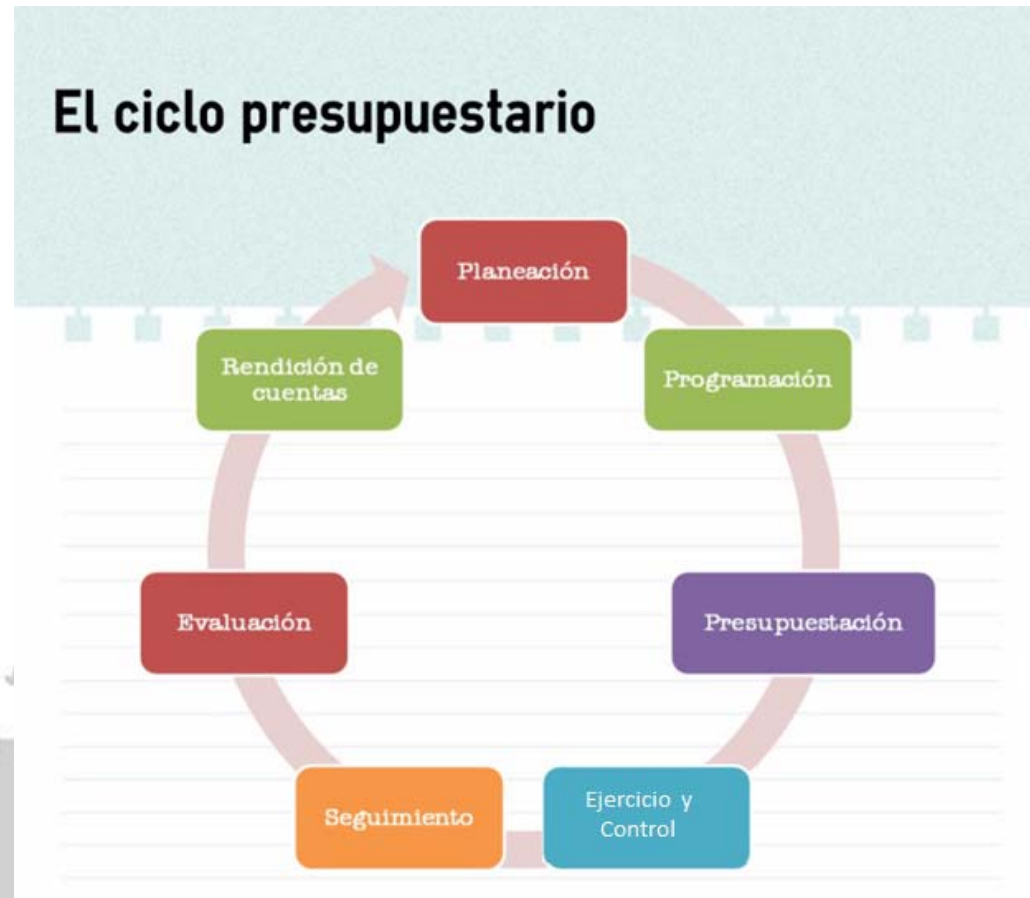 El ciclo presupuestario
Planeación
Programación
Presupuestación
Ejercicio y
Control
Seguimiento
Evaluación
Rendición de
cuentas